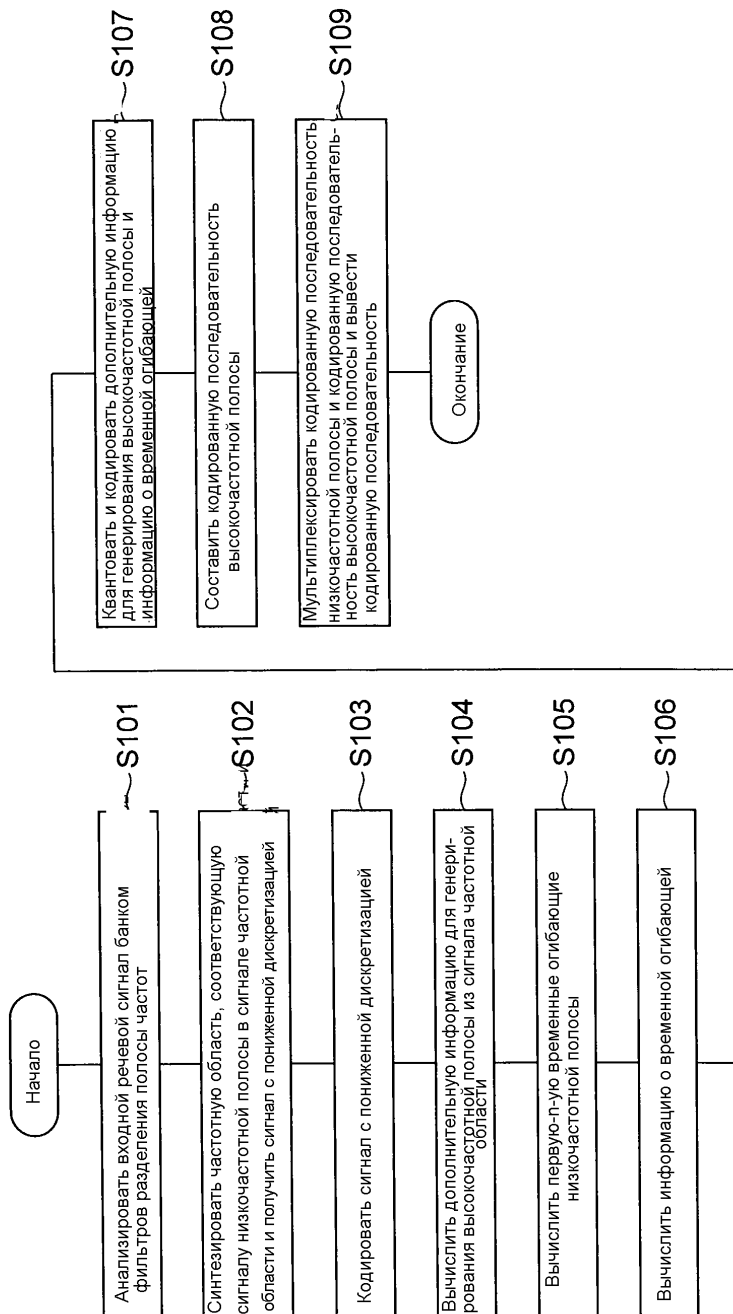 Начало
Анализировать входной речевой сигнал банком
фильтров разделения полосы частот
S101
Синтезировать частотную область, соответствующую
сигналу низкочастотной полосы в сигнале частотной
области и получить сигнал с пониженной дискретизацией
S102
Кодировать сигнал с пониженной дискретизацией
S103
Вычислить дополнительную информацию для генери-
рования высокочастотной полосы из сигнала частотной
области
S104
Вычислить первую-n-ую временные огибающие
низкочастотной полосы
S105
Вычислить информацию о временной огибающей
S106
Квантовать и кодировать дополнительную информацию
для генерирования высокочастотной полосы и
информацию о временной огибающей
S107
Составить кодированную последовательность
высокочастотной полосы
S108
Мультиплексировать кодированную последовательность
низкочастотной полосы и кодированную последователь-
ность высокочастотной полосы и вывести
кодированную последовательность
S109
Окончание